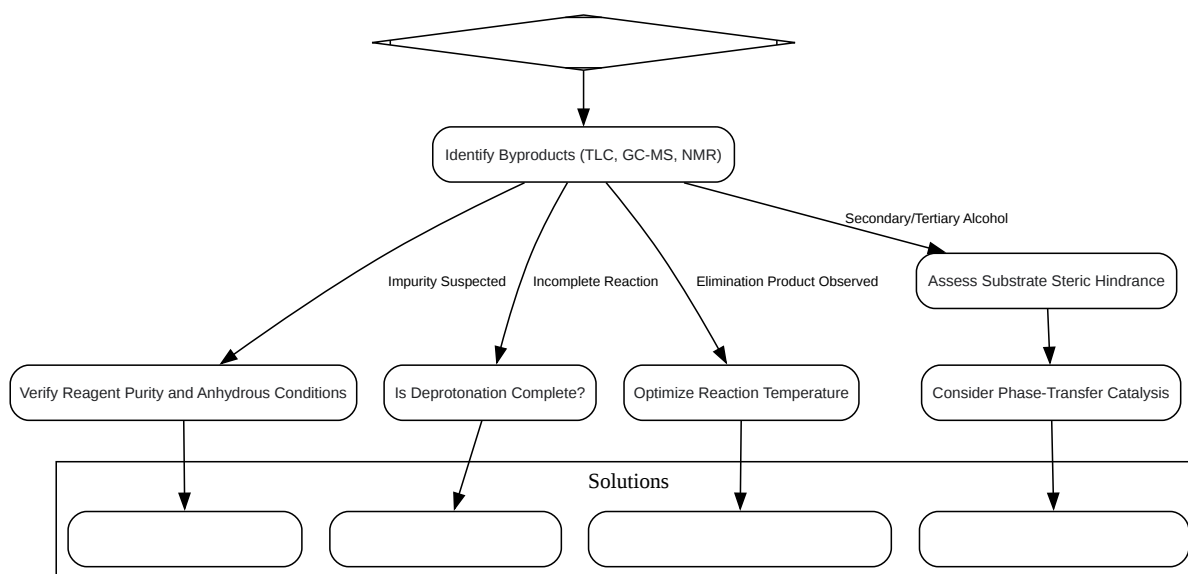 Identify Byproducts (TLC, GC-MS, NMR)
Secondary/Tertiary Alcohol
Impurity Suspected
Incomplete Reaction
Elimination Product Observed
Assess Substrate Steric Hindrance
Verify Reagent Purity and Anhydrous Conditions
Is Deprotonation Complete?
Optimize Reaction Temperature
Consider Phase-Transfer Catalysis
Solutions